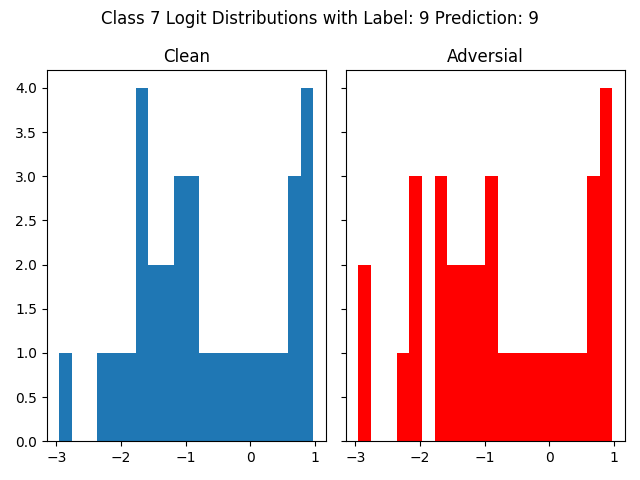 Class 7 Logit Distributions with Label: 9 Prediction: 9
Clean
Adversial
4.0
3.5
3.0
2.5
2.0
1.5
1.0
0.5
0.0
−3 −2 −1 0 1
−3 −2 −1 0 1